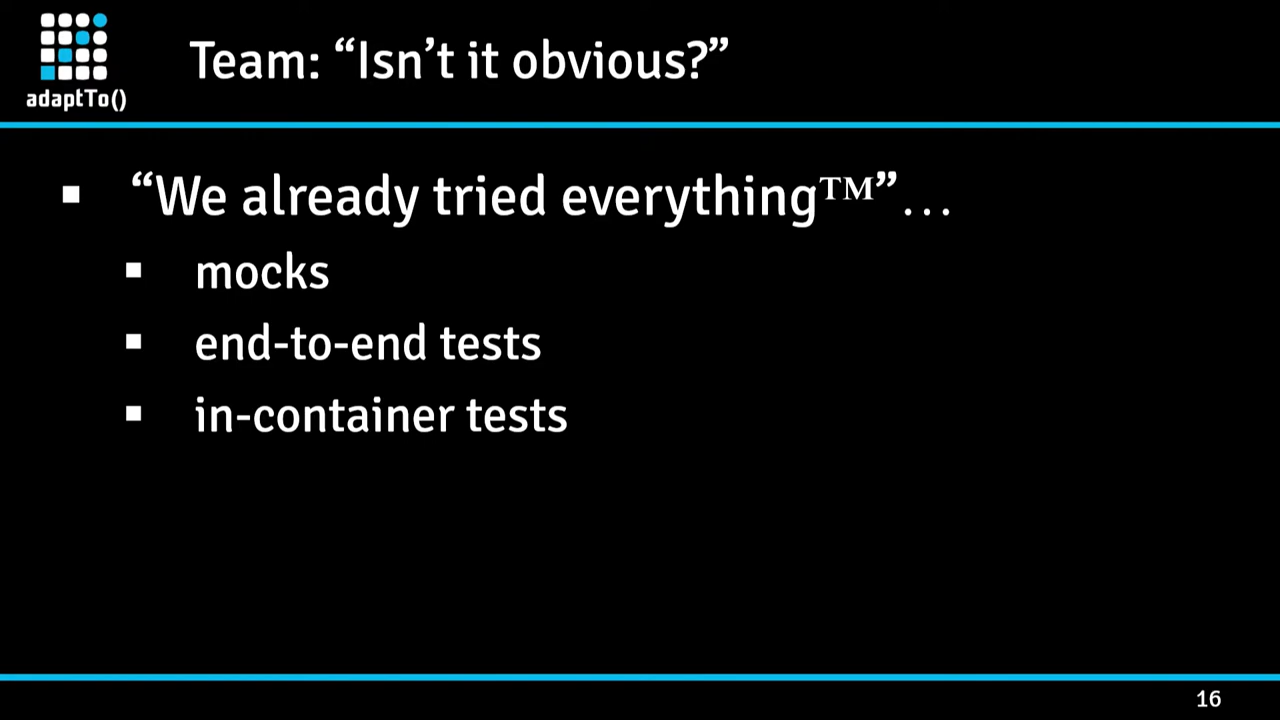 adaptTo()
Team: “Isn’t it obvious?”
“We already tried everything™”…
mocks
end-to-end tests
in-container tests
16